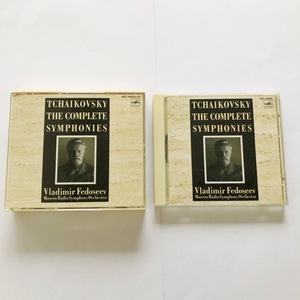 TCHAIKOVSKY
THE COMPLETE
SYMPHONIES
Vladimir Fedoseev
Moscow Radio Symphony Orchestra
TCHAIKOVSKY
THE COMPLETE
SYMPHONIES
Vladimir Fedoseev
Moscow Radio Symphony Orchestra